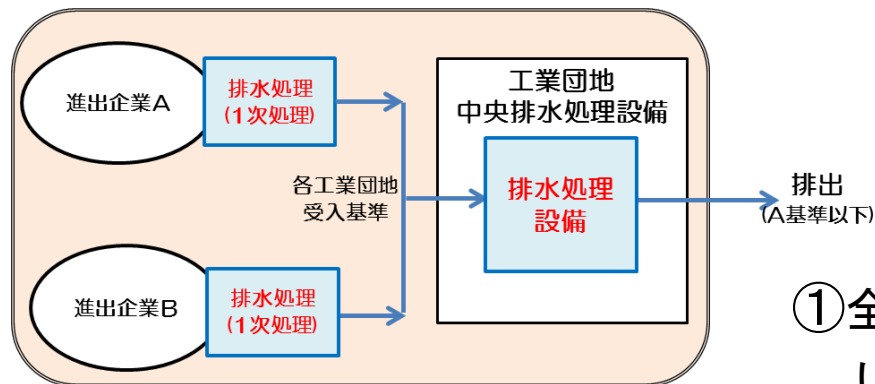 進出企業A
排水処理
(1次処理)
工業団地
中央排水処理設備
各工業団地
受入基準
排水処理
設備
排出
(A基準以下)
進出企業B
排水処理
(1次処理)
①全